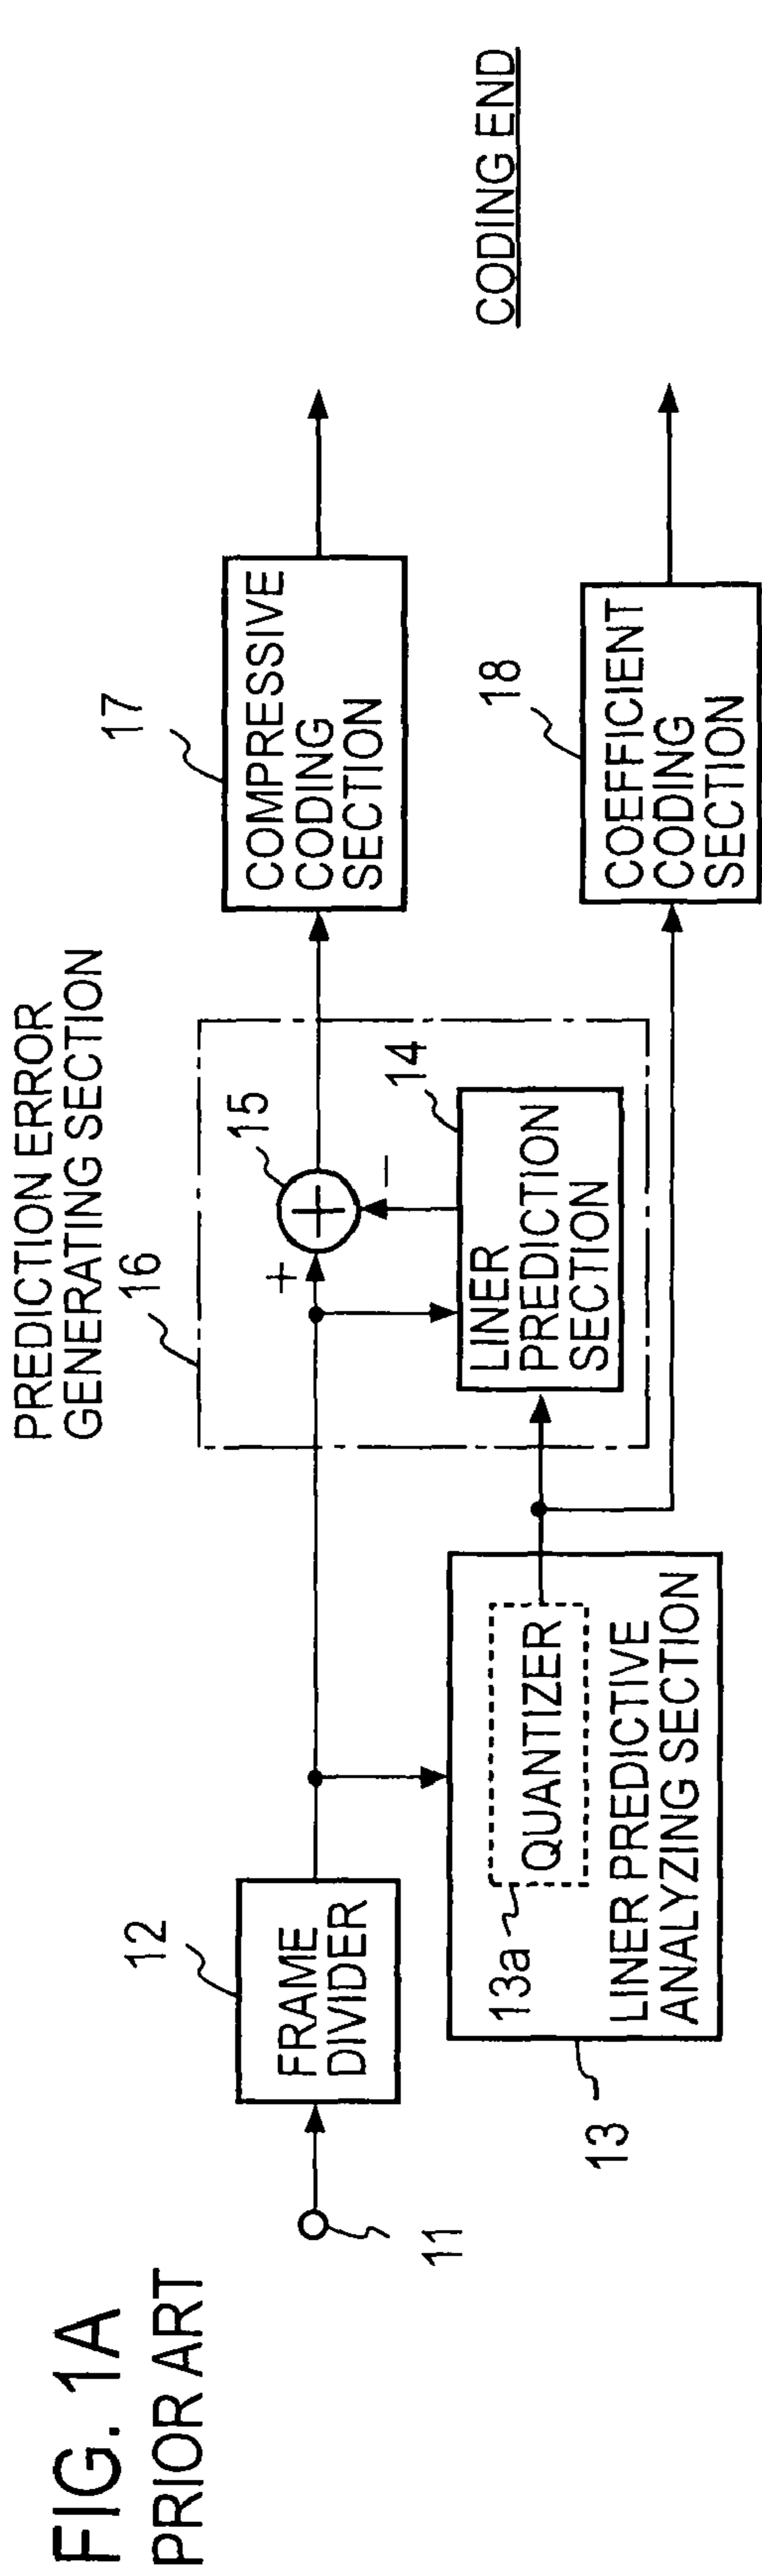 FIG. 1A
PRIOR ART
11
12
FRAME
DIVIDER
13
13a
QUANTIZER
LINER PREDICTIVE
ANALYZING SECTION
PREDICTION ERROR
GENERATING SECTION
16
+
15
−
14
LINER
PREDICTION
SECTION
17
COMPRESSIVE
CODING
SECTION
18
COEFFICIENT
CODING
SECTION
CODING END